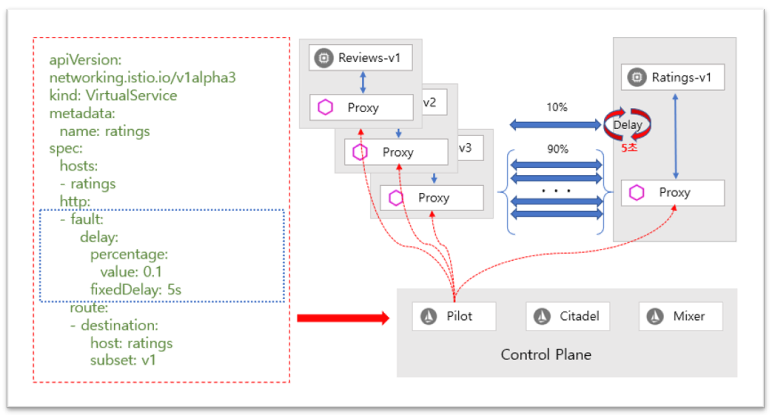 apiVersion:
networking.istio.io/v1alpha3
kind: VirtualService
metadata:
name: ratings
spec:
hosts:
- ratings
http:
- fault:
delay:
percentage:
value: 0.1
fixedDelay: 5s
route:
- destination:
host: ratings
subset: v1
Reviews-v1
Proxy
v2
Proxy
v3
Proxy
10%
Delay
5초
90%
. . .
Ratings-v1
Proxy
Pilot
Citadel
Mixer
Control Plane